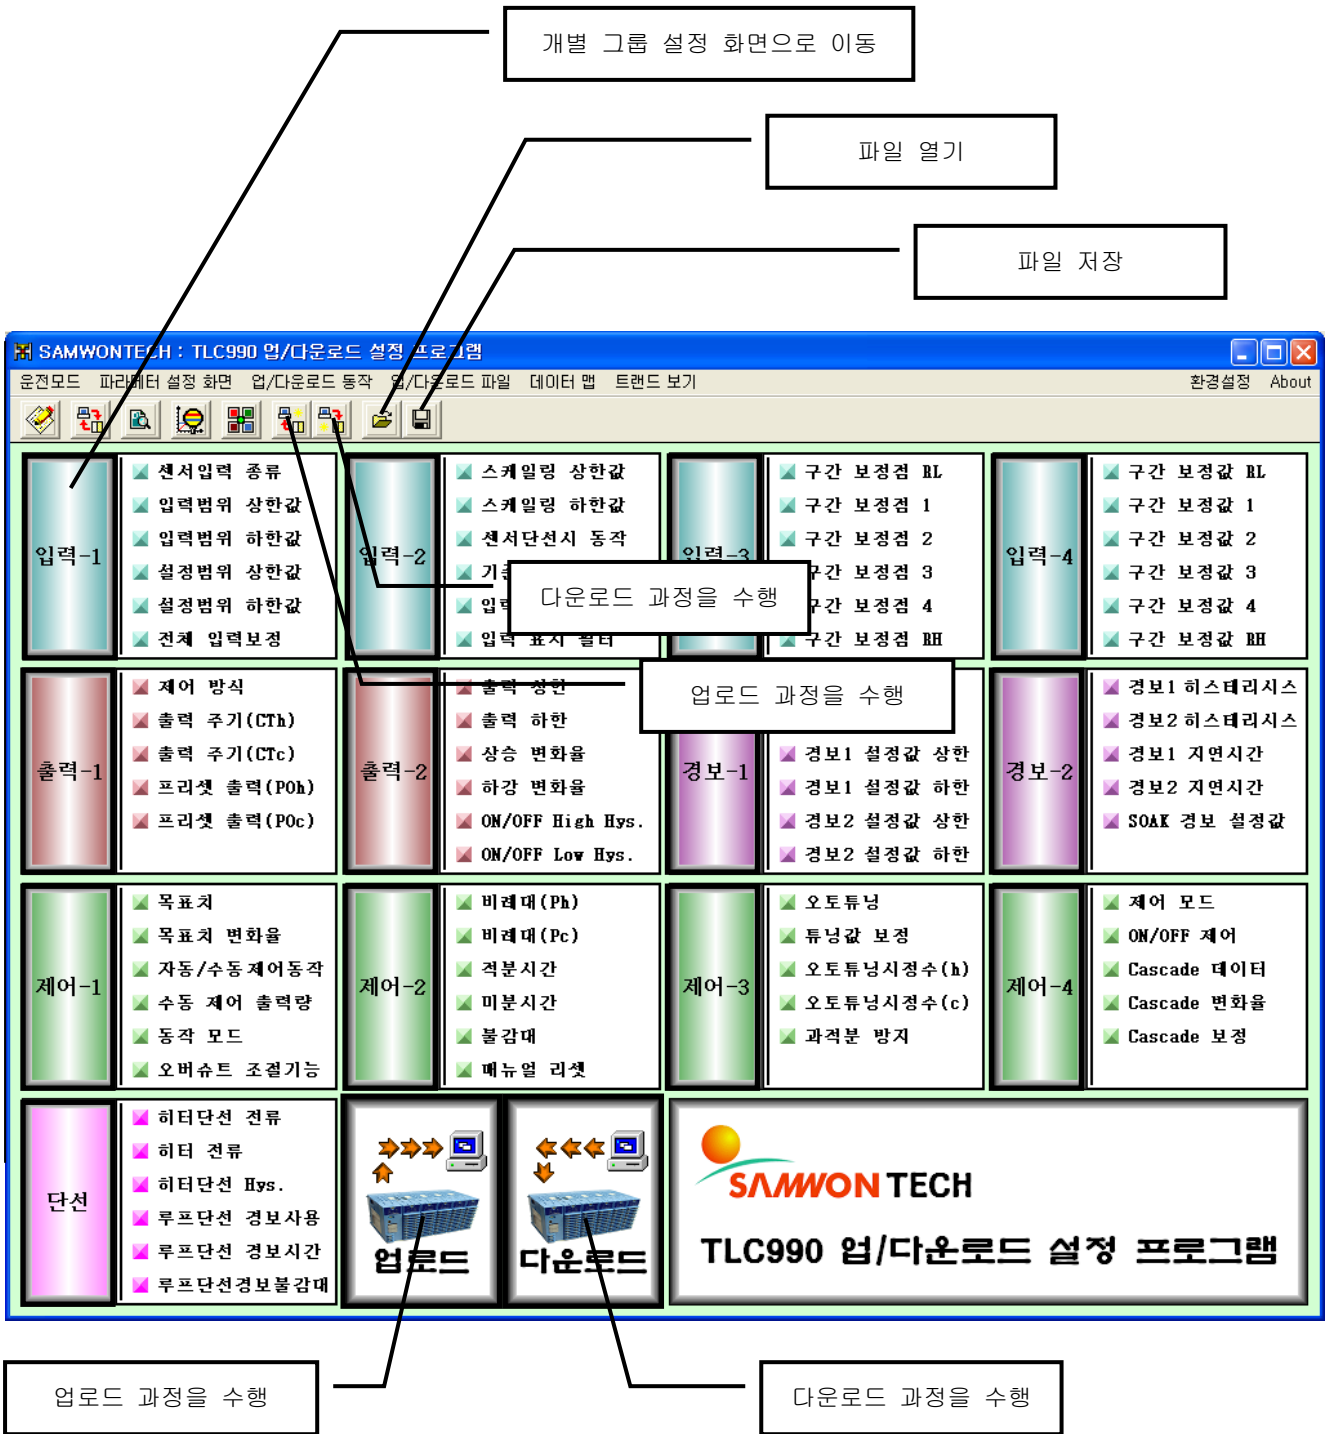 개별 그룹 설정 화면으로 이동
파일 열기
파일 저장
SAMWONTECH : TLC990 업/다운로드 설정 프로그램
운전모드 파라메터 설정 화면 업/다운로드 동작 업/다운로드 파일 데이터 맵 트랜드 보기 환경설정 About
입력-1
센서입력 종류
입력범위 상한값
입력범위 하한값
설정범위 상한값
설정범위 하한값
전체 입력보정
입력-2
스케일링 상한값
스케일링 하한값
센서단선시 동작
입력 표시 필터
입력-3
구간 보정점 RL
구간 보정점 1
구간 보정점 2
구간 보정점 3
구간 보정점 4
구간 보정점 RH
입력-4
구간 보정값 RL
구간 보정값 1
구간 보정값 2
구간 보정값 3
구간 보정값 4
구간 보정값 RH
다운로드 과정을 수행
업로드 과정을 수행
출력-1
제어 방식
출력 주기(CTh)
출력 주기(CTc)
프리셋 출력(POh)
프리셋 출력(POc)
출력-2
출력 상한
출력 하한
상승 변화율
하강 변화율
ON/OFF High Hys.
ON/OFF Low Hys.
경보-1
경보1 설정값 상한
경보1 설정값 하한
경보2 설정값 상한
경보2 설정값 하한
경보-2
경보1 히스테리시스
경보2 히스테리시스
경보1 지연시간
경보2 지연시간
SOAK 경보 설정값
제어-1
목표치
목표치 변화율
자동/수동제어동작
수동 제어 출력량
동작 모드
오버슈트 조절기능
제어-2
비례대(Ph)
비례대(Pc)
적분시간
미분시간
불감대
매뉴얼 리셋
제어-3
오토튜닝
튜닝값 보정
오토튜닝시정수(h)
오토튜닝시정수(c)
과적분 방지
제어-4
제어 모드
ON/OFF 제어
Cascade 데이터
Cascade 변화율
Cascade 보정
단선
히터단선 전류
히터 전류
히터단선 Hys.
루프단선 경보사용
루프단선 경보시간
루프단선경보불감대
업로드
다운로드
SAMWON TECH
TLC990 업/다운로드 설정 프로그램
업로드 과정을 수행
다운로드 과정을 수행